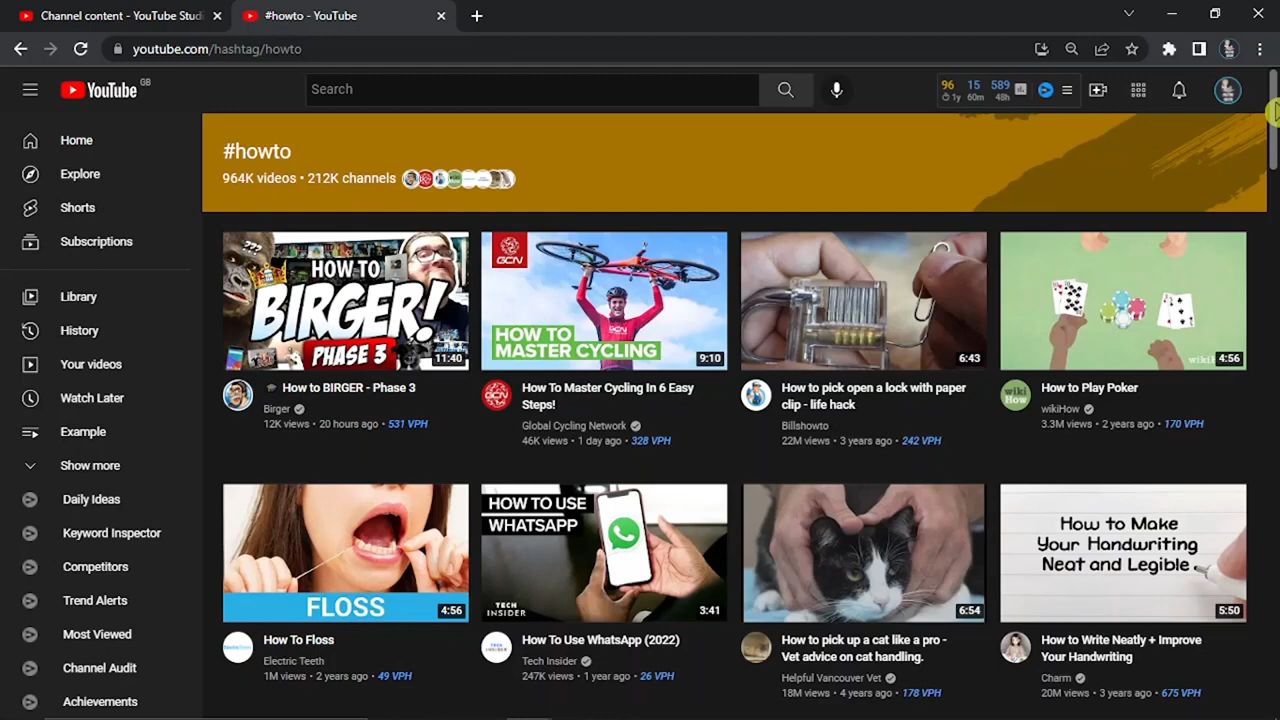 Channel content - YouTube Studi
#howto - YouTube
youtube.com/hashtag/howto
YouTube GB
Search
96 15 589
1y 60m 48h
Home
Explore
Shorts
Subscriptions
Library
History
Your videos
Watch Later
Example
Show more
Daily Ideas
Keyword Inspector
Competitors
Trend Alerts
Most Viewed
Channel Audit
Achievements
#howto
964K videos • 212K channels
???
HOW TO
BIRGER!
PHASE 3
11:40
How to BIRGER - Phase 3
Birger
12K views • 20 hours ago • 531 VPH
GCN
GCN
HOW TO
MASTER CYCLING
9:10
How To Master Cycling In 6 Easy
Steps!
Global Cycling Network
46K views • 1 day ago • 328 VPH
6:43
How to pick open a lock with paper
clip - life hack
Billshowto
22M views • 3 years ago • 242 VPH
wikiH
4:56
wiki
How
How to Play Poker
wikiHow
3.3M views • 2 years ago • 170 VPH
FLOSS
4:56
How To Floss
Electric Teeth
1M views • 2 years ago • 49 VPH
HOW TO USE
WHATSAPP
TECH
INSIDER
3:41
How To Use WhatsApp (2022)
Tech Insider
247K views • 1 year ago • 26 VPH
6:54
How to pick up a cat like a pro -
Vet advice on cat handling.
Helpful Vancouver Vet
18M views • 4 years ago • 178 VPH
How to Make
Your Handwriting
Neat and Legible
5:50
How to Write Neatly + Improve
Your Handwriting
Charm
20M views • 3 years ago • 675 VPH